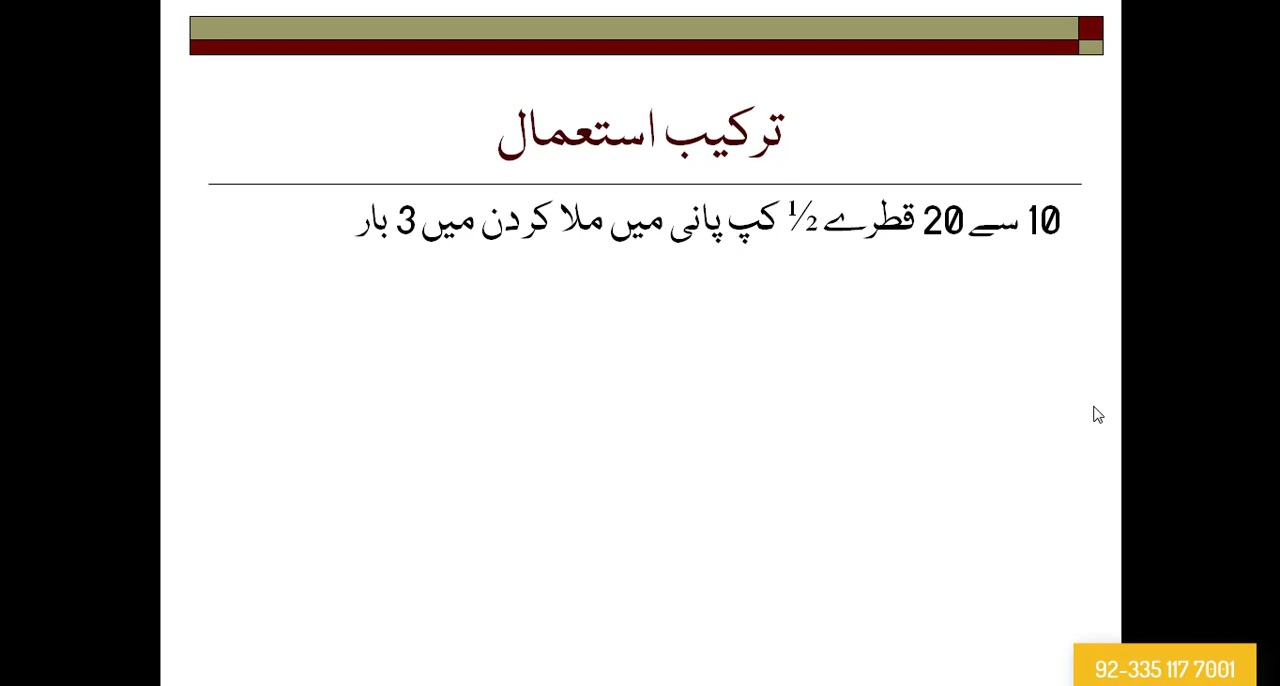 ترکیب استعمال
10 سے 20 قطرے ½ کپ پانی میں ملا کر دن میں 3 بار
92-335 117 7001